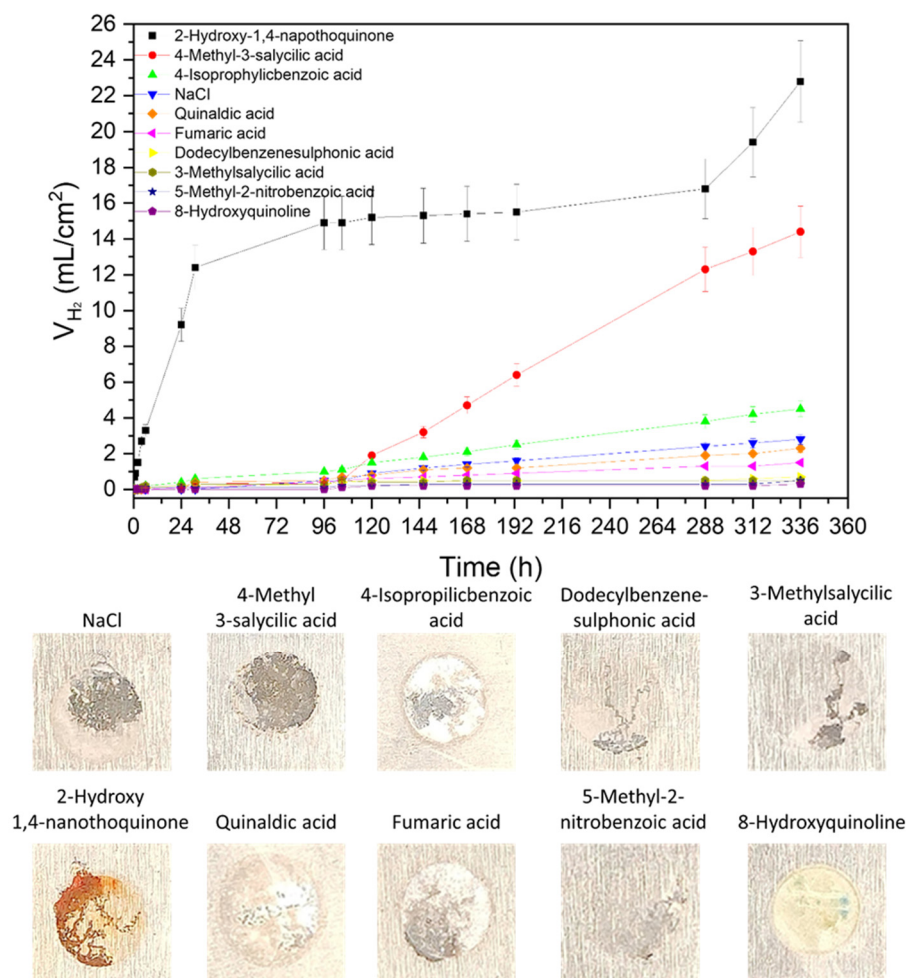 26
24
22
20
18
16
14
12
10
8
6
4
2
0
V_H₂ (mL/cm²)
2-Hydroxy-1,4-napothoquinone
4-Methyl-3-salycilic acid
4-Isoprophylicbenzoic acid
NaCl
Quinaldic acid
Fumaric acid
Dodecylbenzenesulphonic acid
3-Methylsalycilic acid
5-Methyl-2-nitrobenzoic acid
8-Hydroxyquinoline
0 24 48 72 96 120 144 168 192 216 240 264 288 312 336 360
Time (h)
NaCl
4-Methyl
3-salycilic acid
4-Isopropilicbenzoic
acid
Dodecylbenzene-
sulphonic acid
3-Methylsalycilic
acid
2-Hydroxy
1,4-nanothoquinone
Quinaldic acid
Fumaric acid
5-Methyl-2-
nitrobenzoic acid
8-Hydroxyquinoline